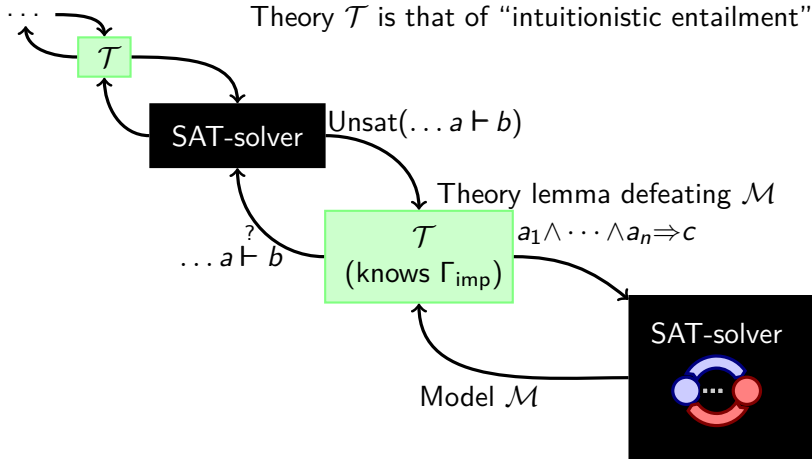 Theory 𝒯 is that of “intuitionistic entailment”
⋯
𝒯
SAT-solver
Unsat(… a ⊢ b)
Theory lemma defeating ℳ
𝒯
(knows Γimp)
a₁∧⋯∧aₙ⇒c
?
… a ⊢ b
SAT-solver
⋯
Model ℳ